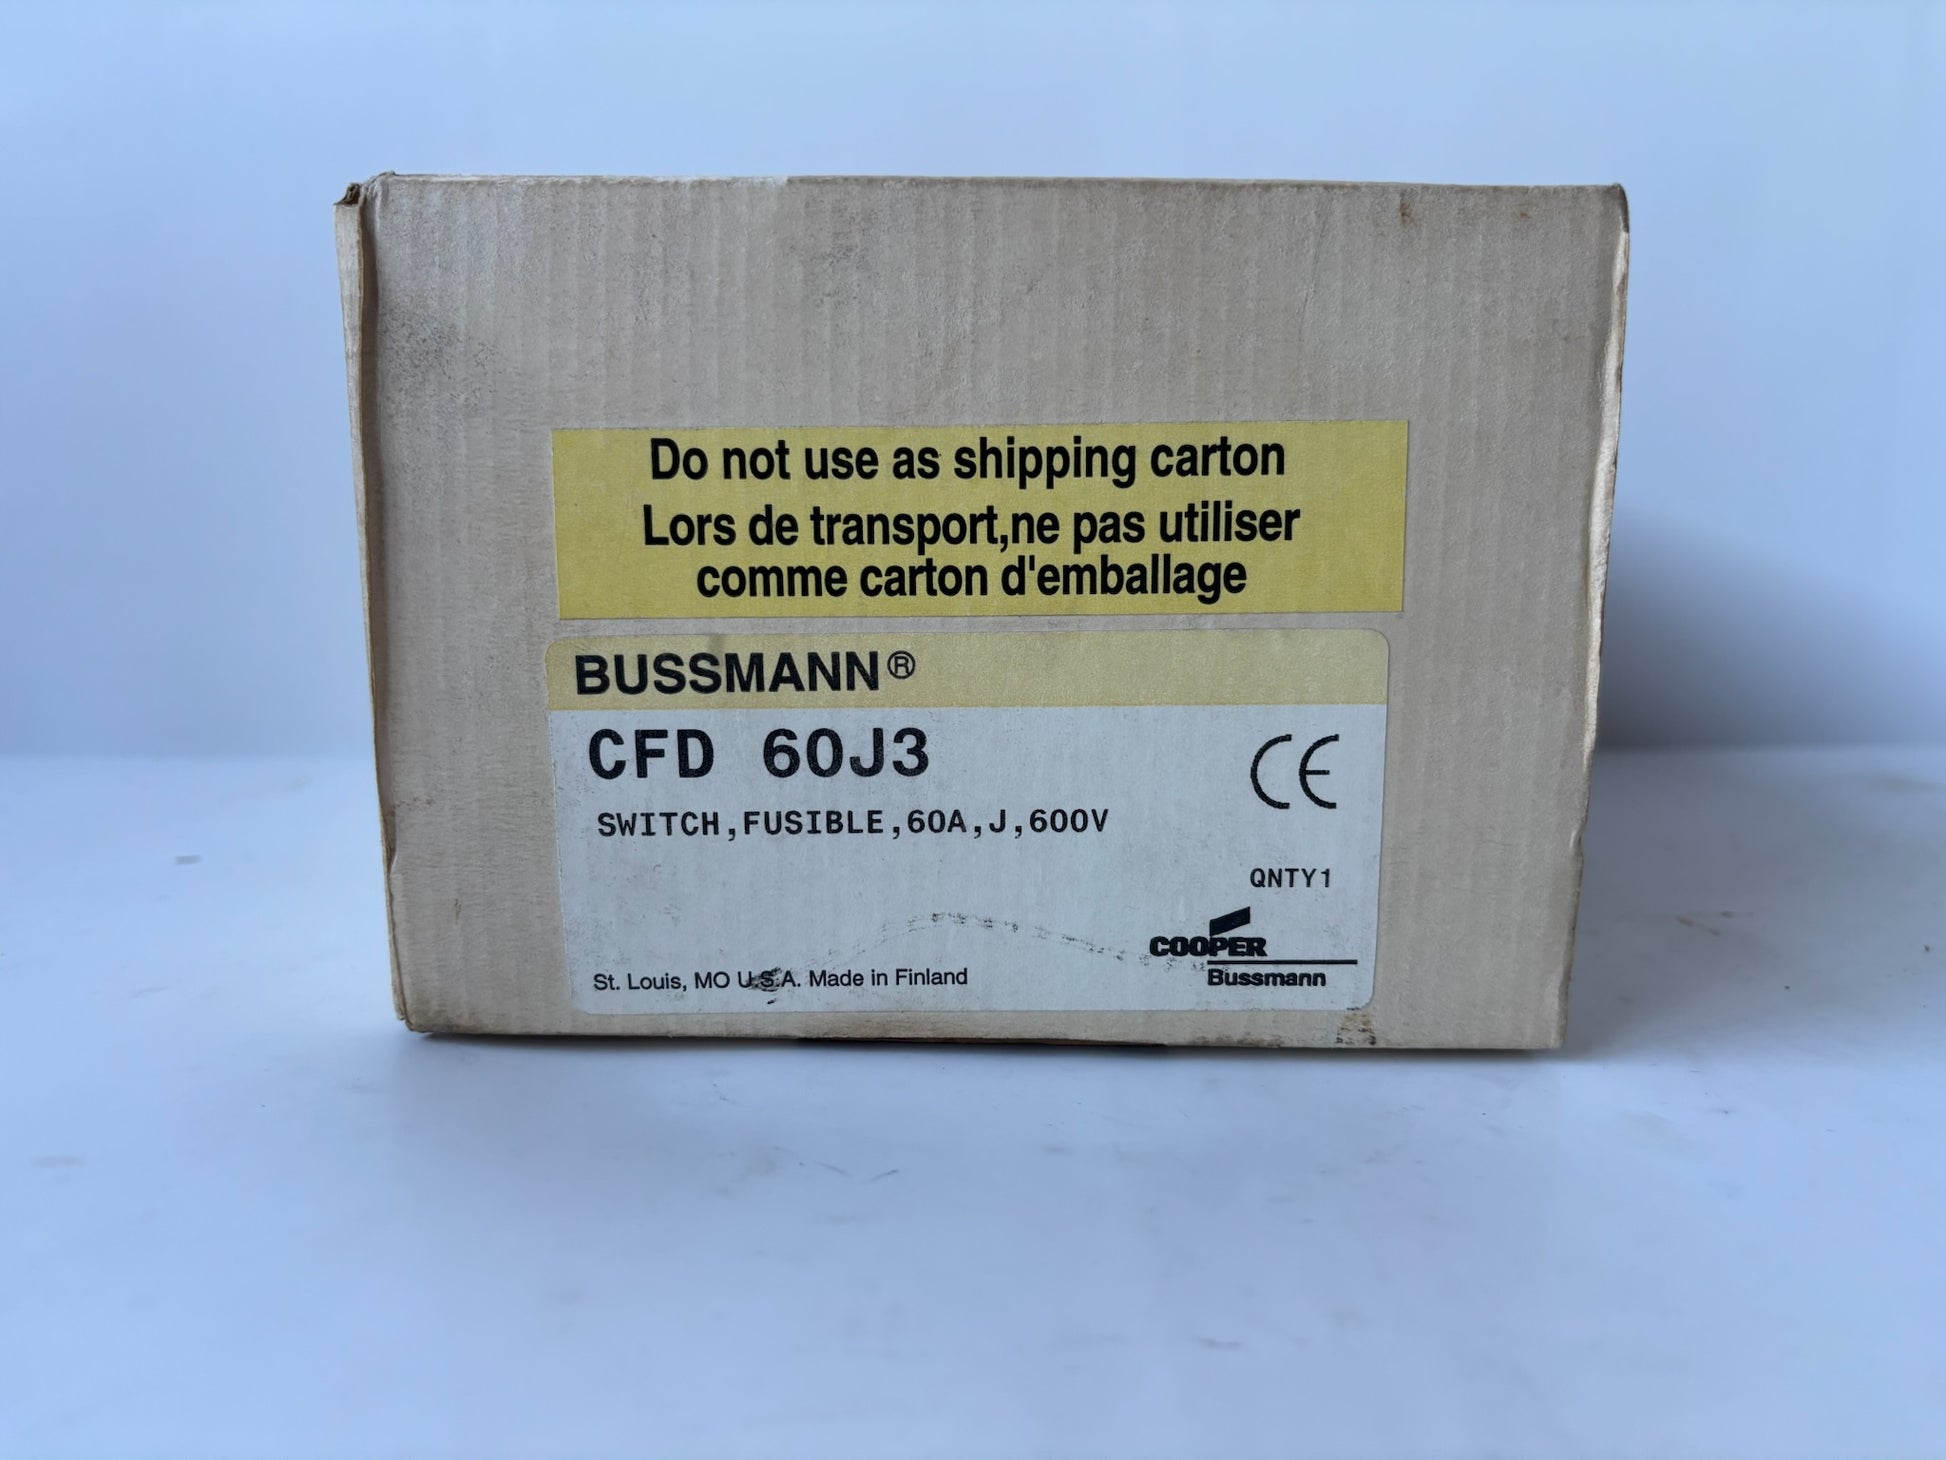 Do not use as shipping carton
Lors de transport,ne pas utiliser
comme carton d'emballage
BUSSMANN®
CFD 60J3
CE
SWITCH,FUSIBLE,60A,J,600V
QNTY1
COOPER
Bussmann
St. Louis, MO U.S.A. Made in Finland